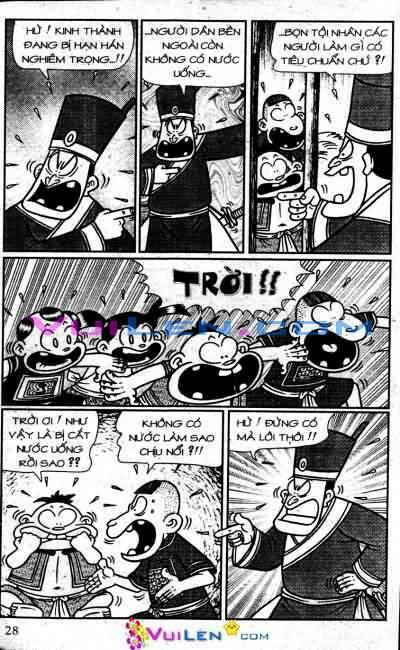 HỪ ! KINH THÀNH
ĐANG BỊ HẠN HÁN
NGHIÊM TRỌNG...!!
...NGƯỜI DÂN BÊN
NGOÀI CÒN
KHÔNG CÓ NƯỚC
UỐNG...
...BỌN TỘI NHÂN CÁC
NGƯƠI LÀM GÌ CÓ
TIÊU CHUẨN CHỨ ?!
TRỜI !!
VUILEN.COM
TRỜI ƠI ! NHƯ
VẬY LÀ BỊ CẮT
NƯỚC UỐNG
RỒI SAO ??
KHÔNG CÓ
NƯỚC LÀM SAO
CHỊU NỔI ?!!
HỪ! ĐỪNG CÓ
MÀ LÔI THÔI !!
28
VUILEN.COM